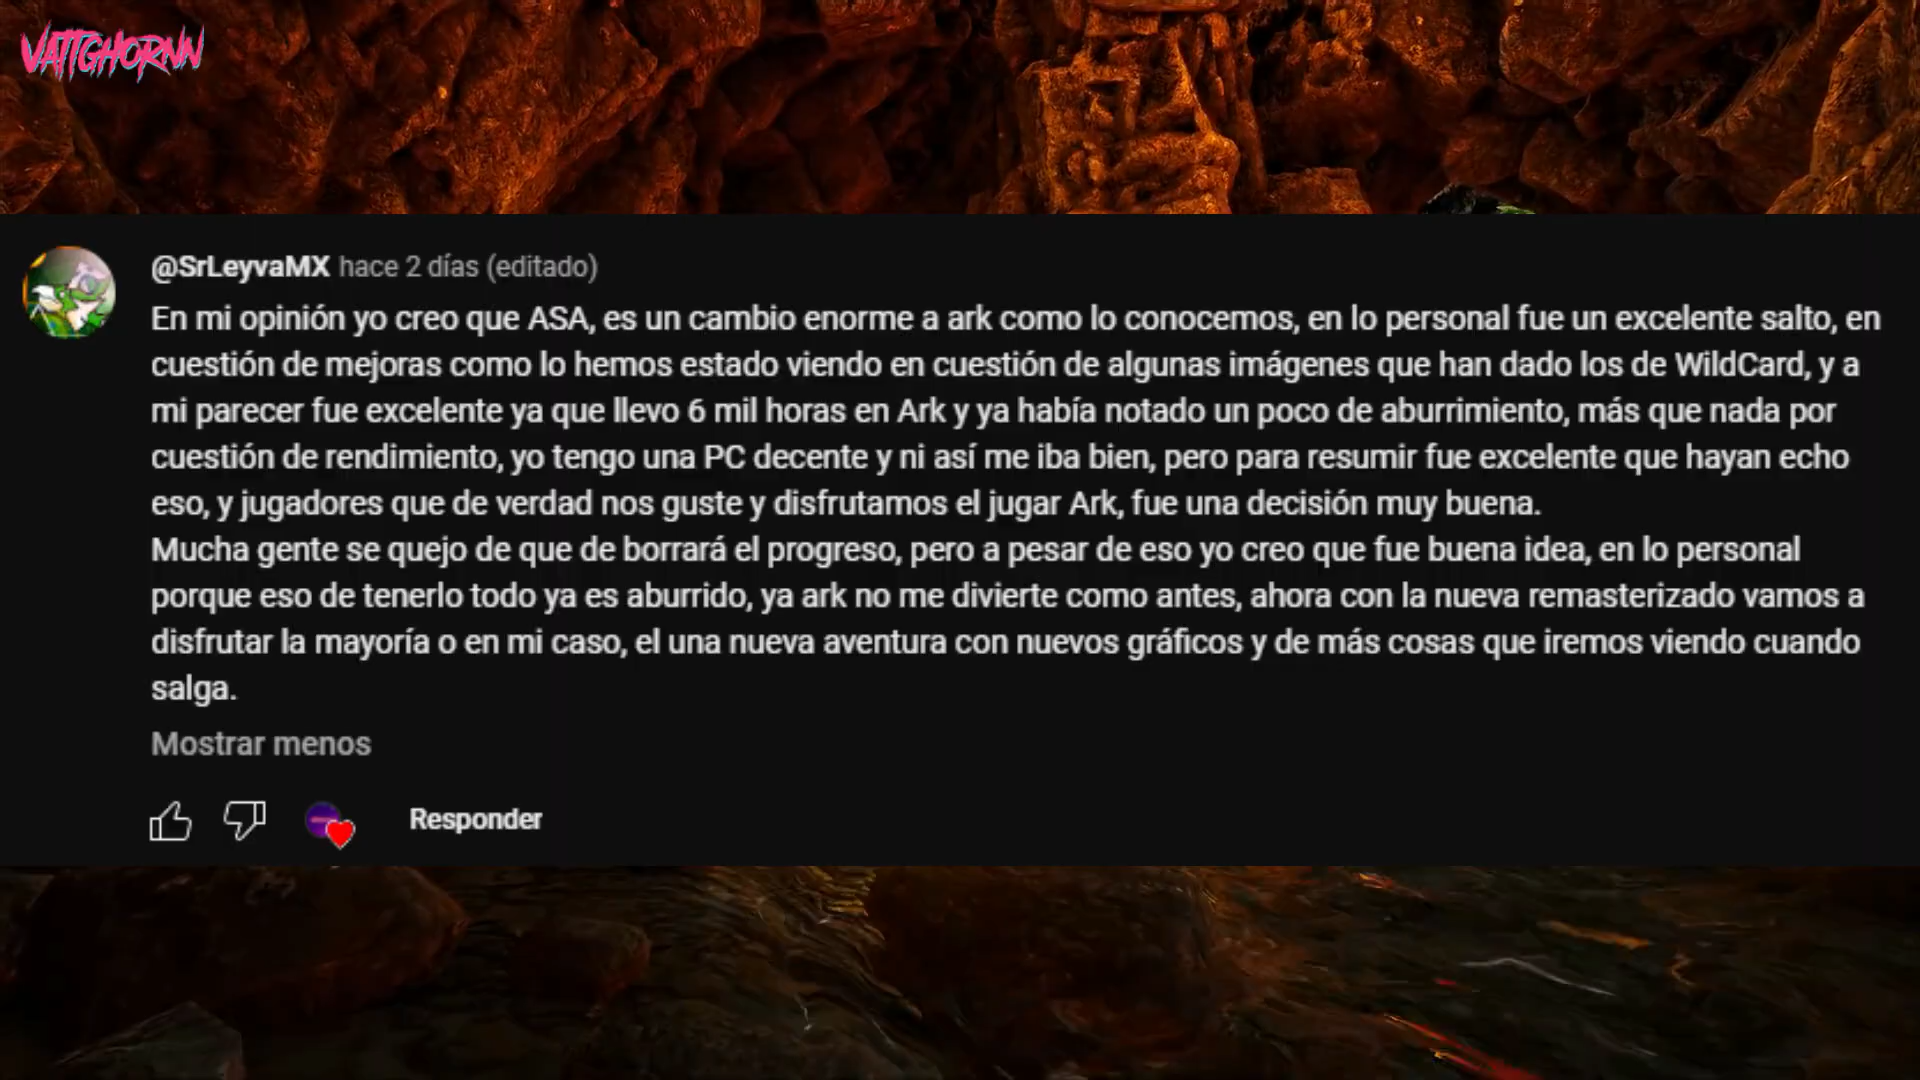 VATTGHORNN
@SrLeyvaMX hace 2 días (editado)
En mi opinión yo creo que ASA, es un cambio enorme a ark como lo conocemos, en lo personal fue un excelente salto, en
cuestión de mejoras como lo hemos estado viendo en cuestión de algunas imágenes que han dado los de WildCard, y a
mi parecer fue excelente ya que llevo 6 mil horas en Ark y ya había notado un poco de aburrimiento, más que nada por
cuestión de rendimiento, yo tengo una PC decente y ni así me iba bien, pero para resumir fue excelente que hayan echo
eso, y jugadores que de verdad nos guste y disfrutamos el jugar Ark, fue una decisión muy buena.
Mucha gente se quejo de que de borrará el progreso, pero a pesar de eso yo creo que fue buena idea, en lo personal
porque eso de tenerlo todo ya es aburrido, ya ark no me divierte como antes, ahora con la nueva remasterizado vamos a
disfrutar la mayoría o en mi caso, el una nueva aventura con nuevos gráficos y de más cosas que iremos viendo cuando
salga.
Mostrar menos
Responder